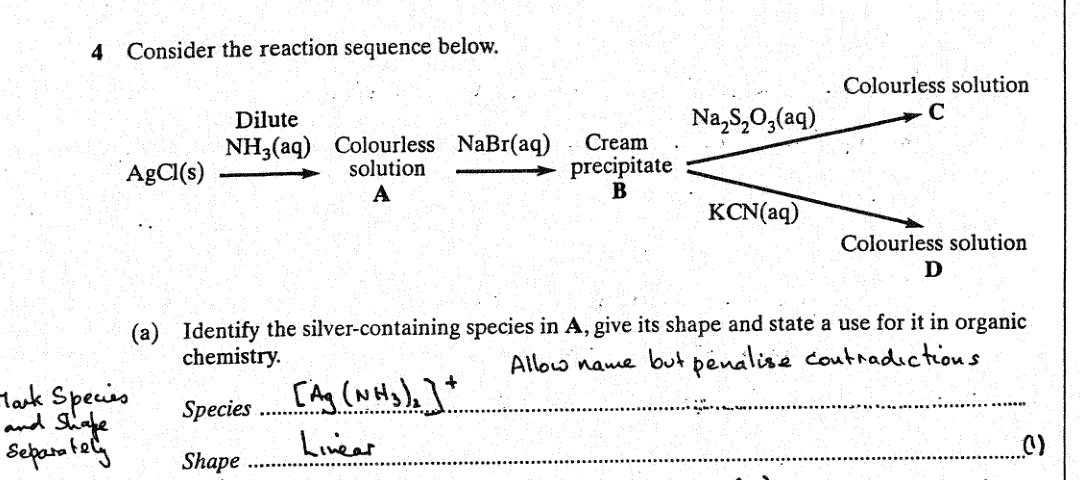 4 Consider the reaction sequence below.
Colourless solution
C
Na₂S₂O₃(aq)
Dilute
NH₃(aq) Colourless NaBr(aq) Cream
AgCl(s) solution precipitate
A B
KCN(aq)
Colourless solution
D
(a) Identify the silver-containing species in A, give its shape and state a use for it in organic
chemistry.
Allow name but penalise contradictions
Mark Species
and Shape
Separately
Species [Ag(NH₃)₂]⁺
Shape Linear (1)